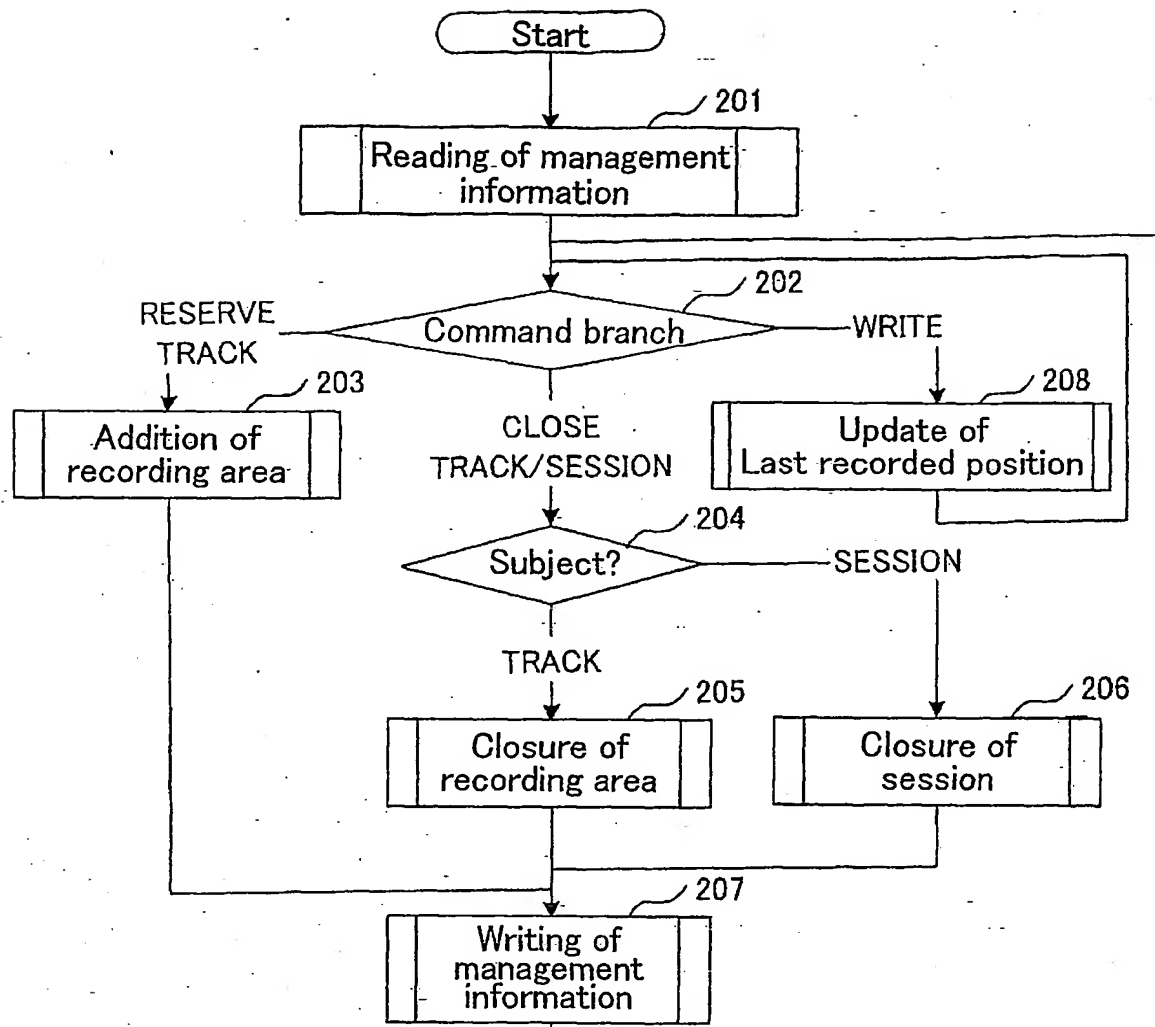 Start
201
Reading of management
information
202
Command branch
RESERVE
TRACK
WRITE
203
Addition of
recording area
CLOSE
TRACK/SESSION
208
Update of
Last recorded position
204
Subject?
SESSION
TRACK
205
Closure of
recording area
206
Closure of
session
207
Writing of
management
information